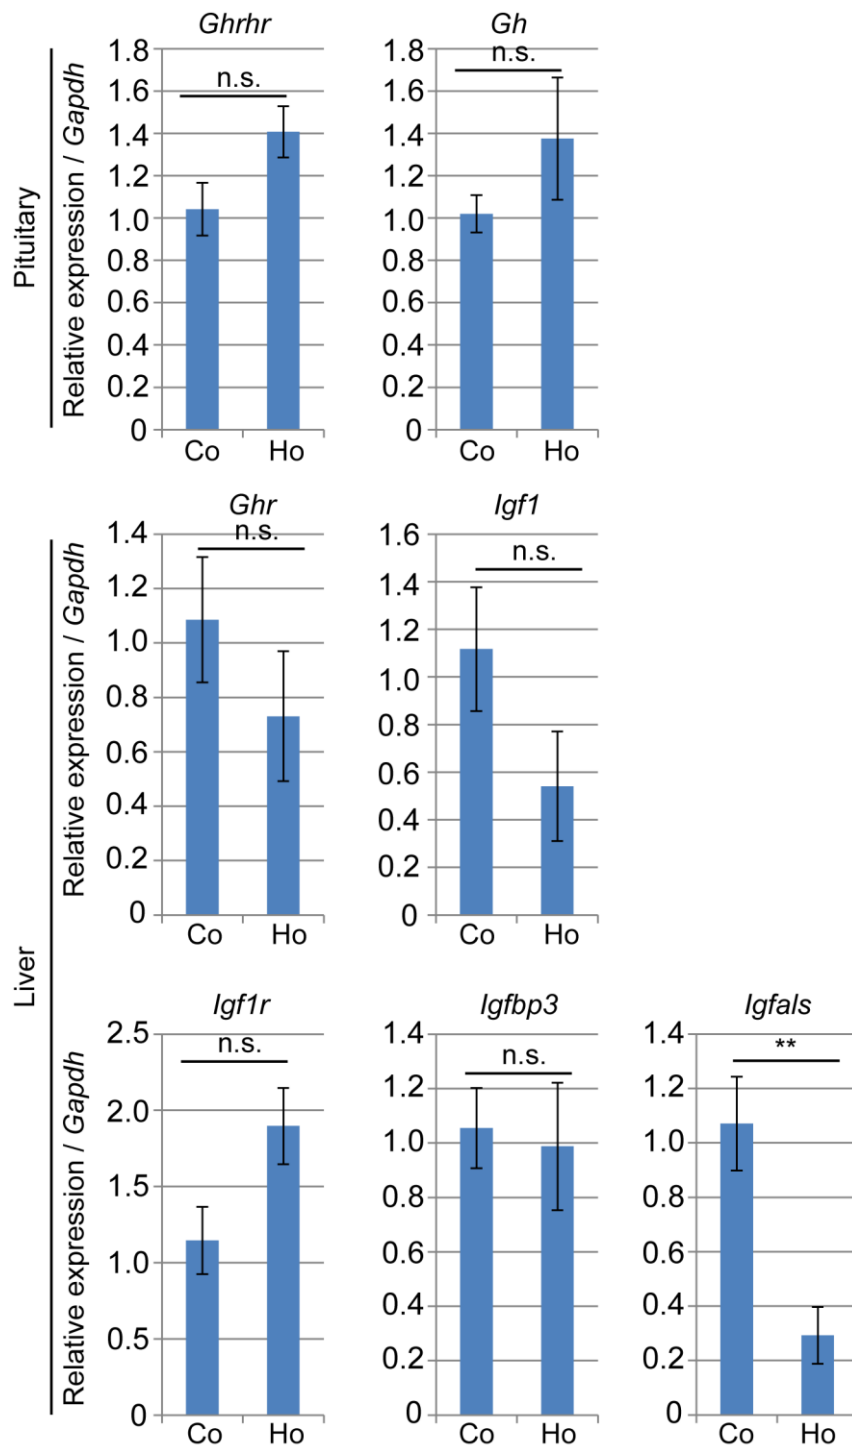 Pituitary
Relative expression / Gapdh
Ghrhr
n.s.
1.8
1.6
1.4
1.2
1.0
0.8
0.6
0.4
0.2
0
Co Ho
Gh
n.s.
1.8
1.6
1.4
1.2
1.0
0.8
0.6
0.4
0.2
0
Co Ho
Liver
Relative expression / Gapdh
Ghr
n.s.
1.4
1.2
1.0
0.8
0.6
0.4
0.2
0
Co Ho
Igf1
n.s.
1.6
1.4
1.2
1.0
0.8
0.6
0.4
0.2
0
Co Ho
Relative expression / Gapdh
Igf1r
n.s.
2.5
2.0
1.5
1.0
0.5
0
Co Ho
Igfbp3
n.s.
1.4
1.2
1.0
0.8
0.6
0.4
0.2
0
Co Ho
Igfals
**
1.4
1.2
1.0
0.8
0.6
0.4
0.2
0
Co Ho